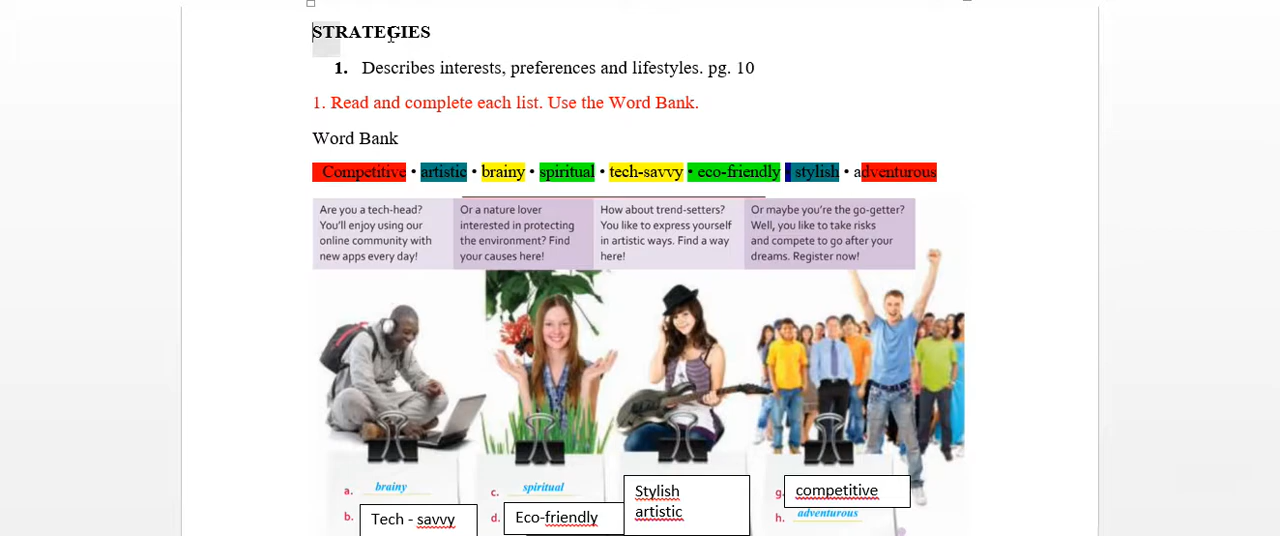 STRATEGIES
1. Describes interests, preferences and lifestyles. pg. 10
1. Read and complete each list. Use the Word Bank.
Word Bank
Competitive • artistic • brainy • spiritual • tech-savvy • eco-friendly • stylish • adventurous
Are you a tech-head?
You'll enjoy using our
online community with
new apps every day!
Or a nature lover
interested in protecting
the environment? Find
your causes here!
How about trend-setters?
You like to express yourself
in artistic ways. Find a way
here!
Or maybe you're the go-getter?
Well, you like to take risks
and compete to go after your
dreams. Register now!
a. brainy
b. Tech - savvy
c. spiritual
d. Eco-friendly
Stylish
artistic
g. competitive
h. adventurous